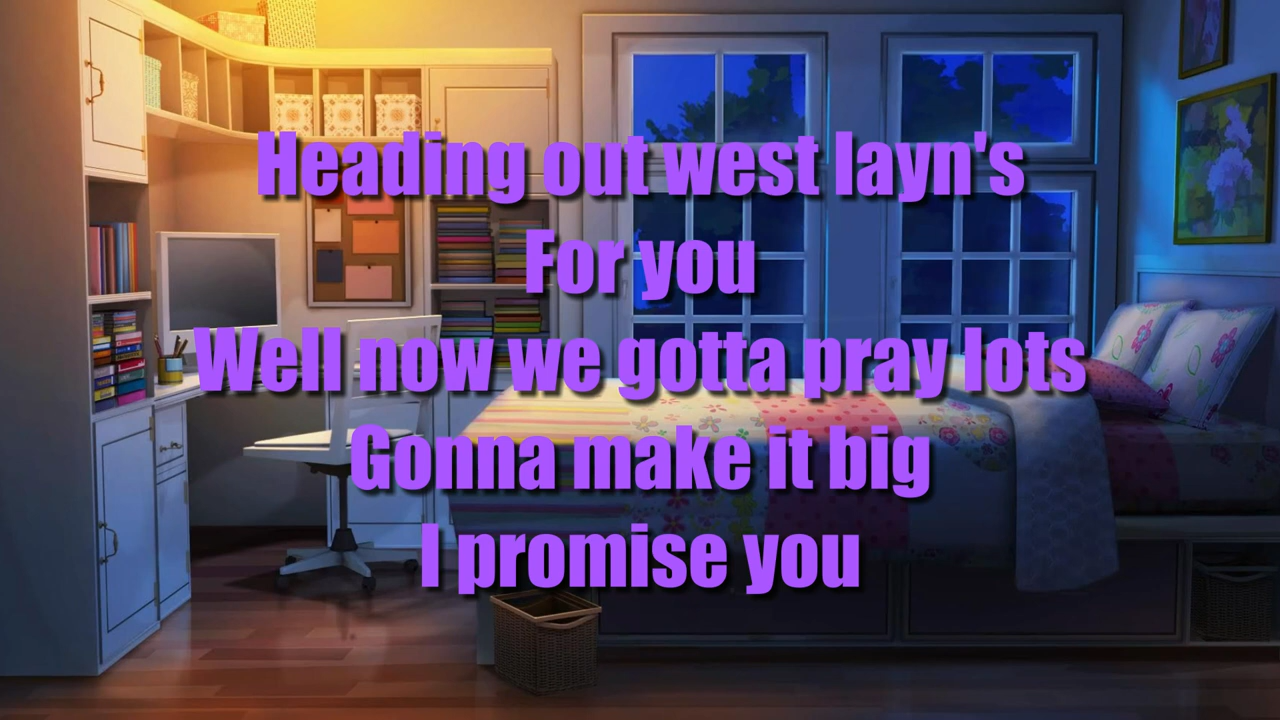 Heading out west layn's
For you
Well now we gotta pray lots
Gonna make it big
I promise you